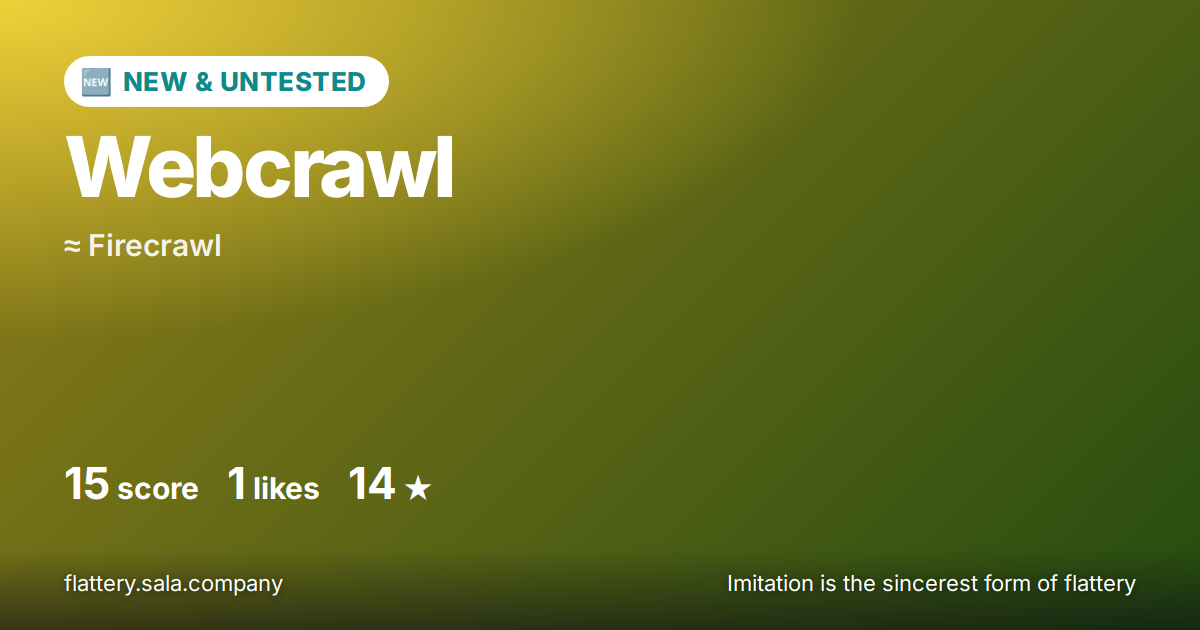 🆕 NEW & UNTESTED
Webcrawl
≈ Firecrawl
15 score 1 likes 14 ★
flattery.sala.company
Imitation is the sincerest form of flattery